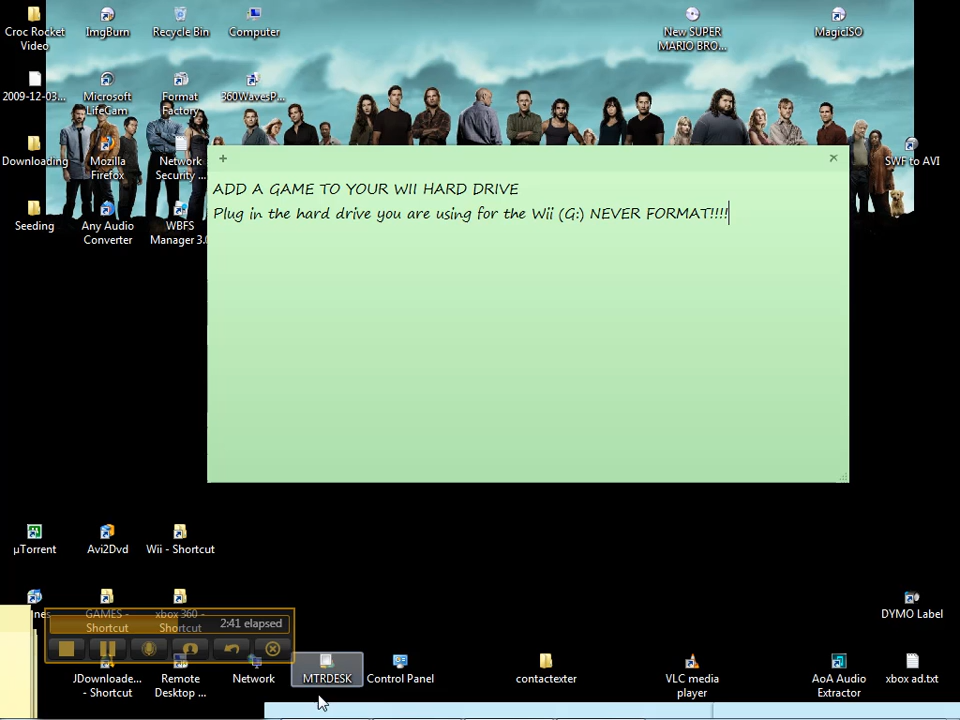 Croc Rocket
Video
ImgBurn
Recycle Bin
Computer
New SUPER
MARIO BRO...
MagicISO
2009-12-03...
Microsoft
LifeCam
Format
Factory
360WavesP...
Downloading
Mozilla
Firefox
Network
Security ...
SWF to AVI
ADD A GAME TO YOUR WII HARD DRIVE
Plug in the hard drive you are using for the Wii (G:) NEVER FORMAT!!!!
Seeding
Any Audio
Converter
WBFS
Manager 3.0
µTorrent
Avi2Dvd
Wii - Shortcut
GAMES -
Shortcut
xbox 360 -
Shortcut
DYMO Label
2:41 elapsed
JDownloade...
- Shortcut
Remote
Desktop ...
Network
MTRDESK
Control Panel
contactexter
VLC media
player
AoA Audio
Extractor
xbox ad.txt